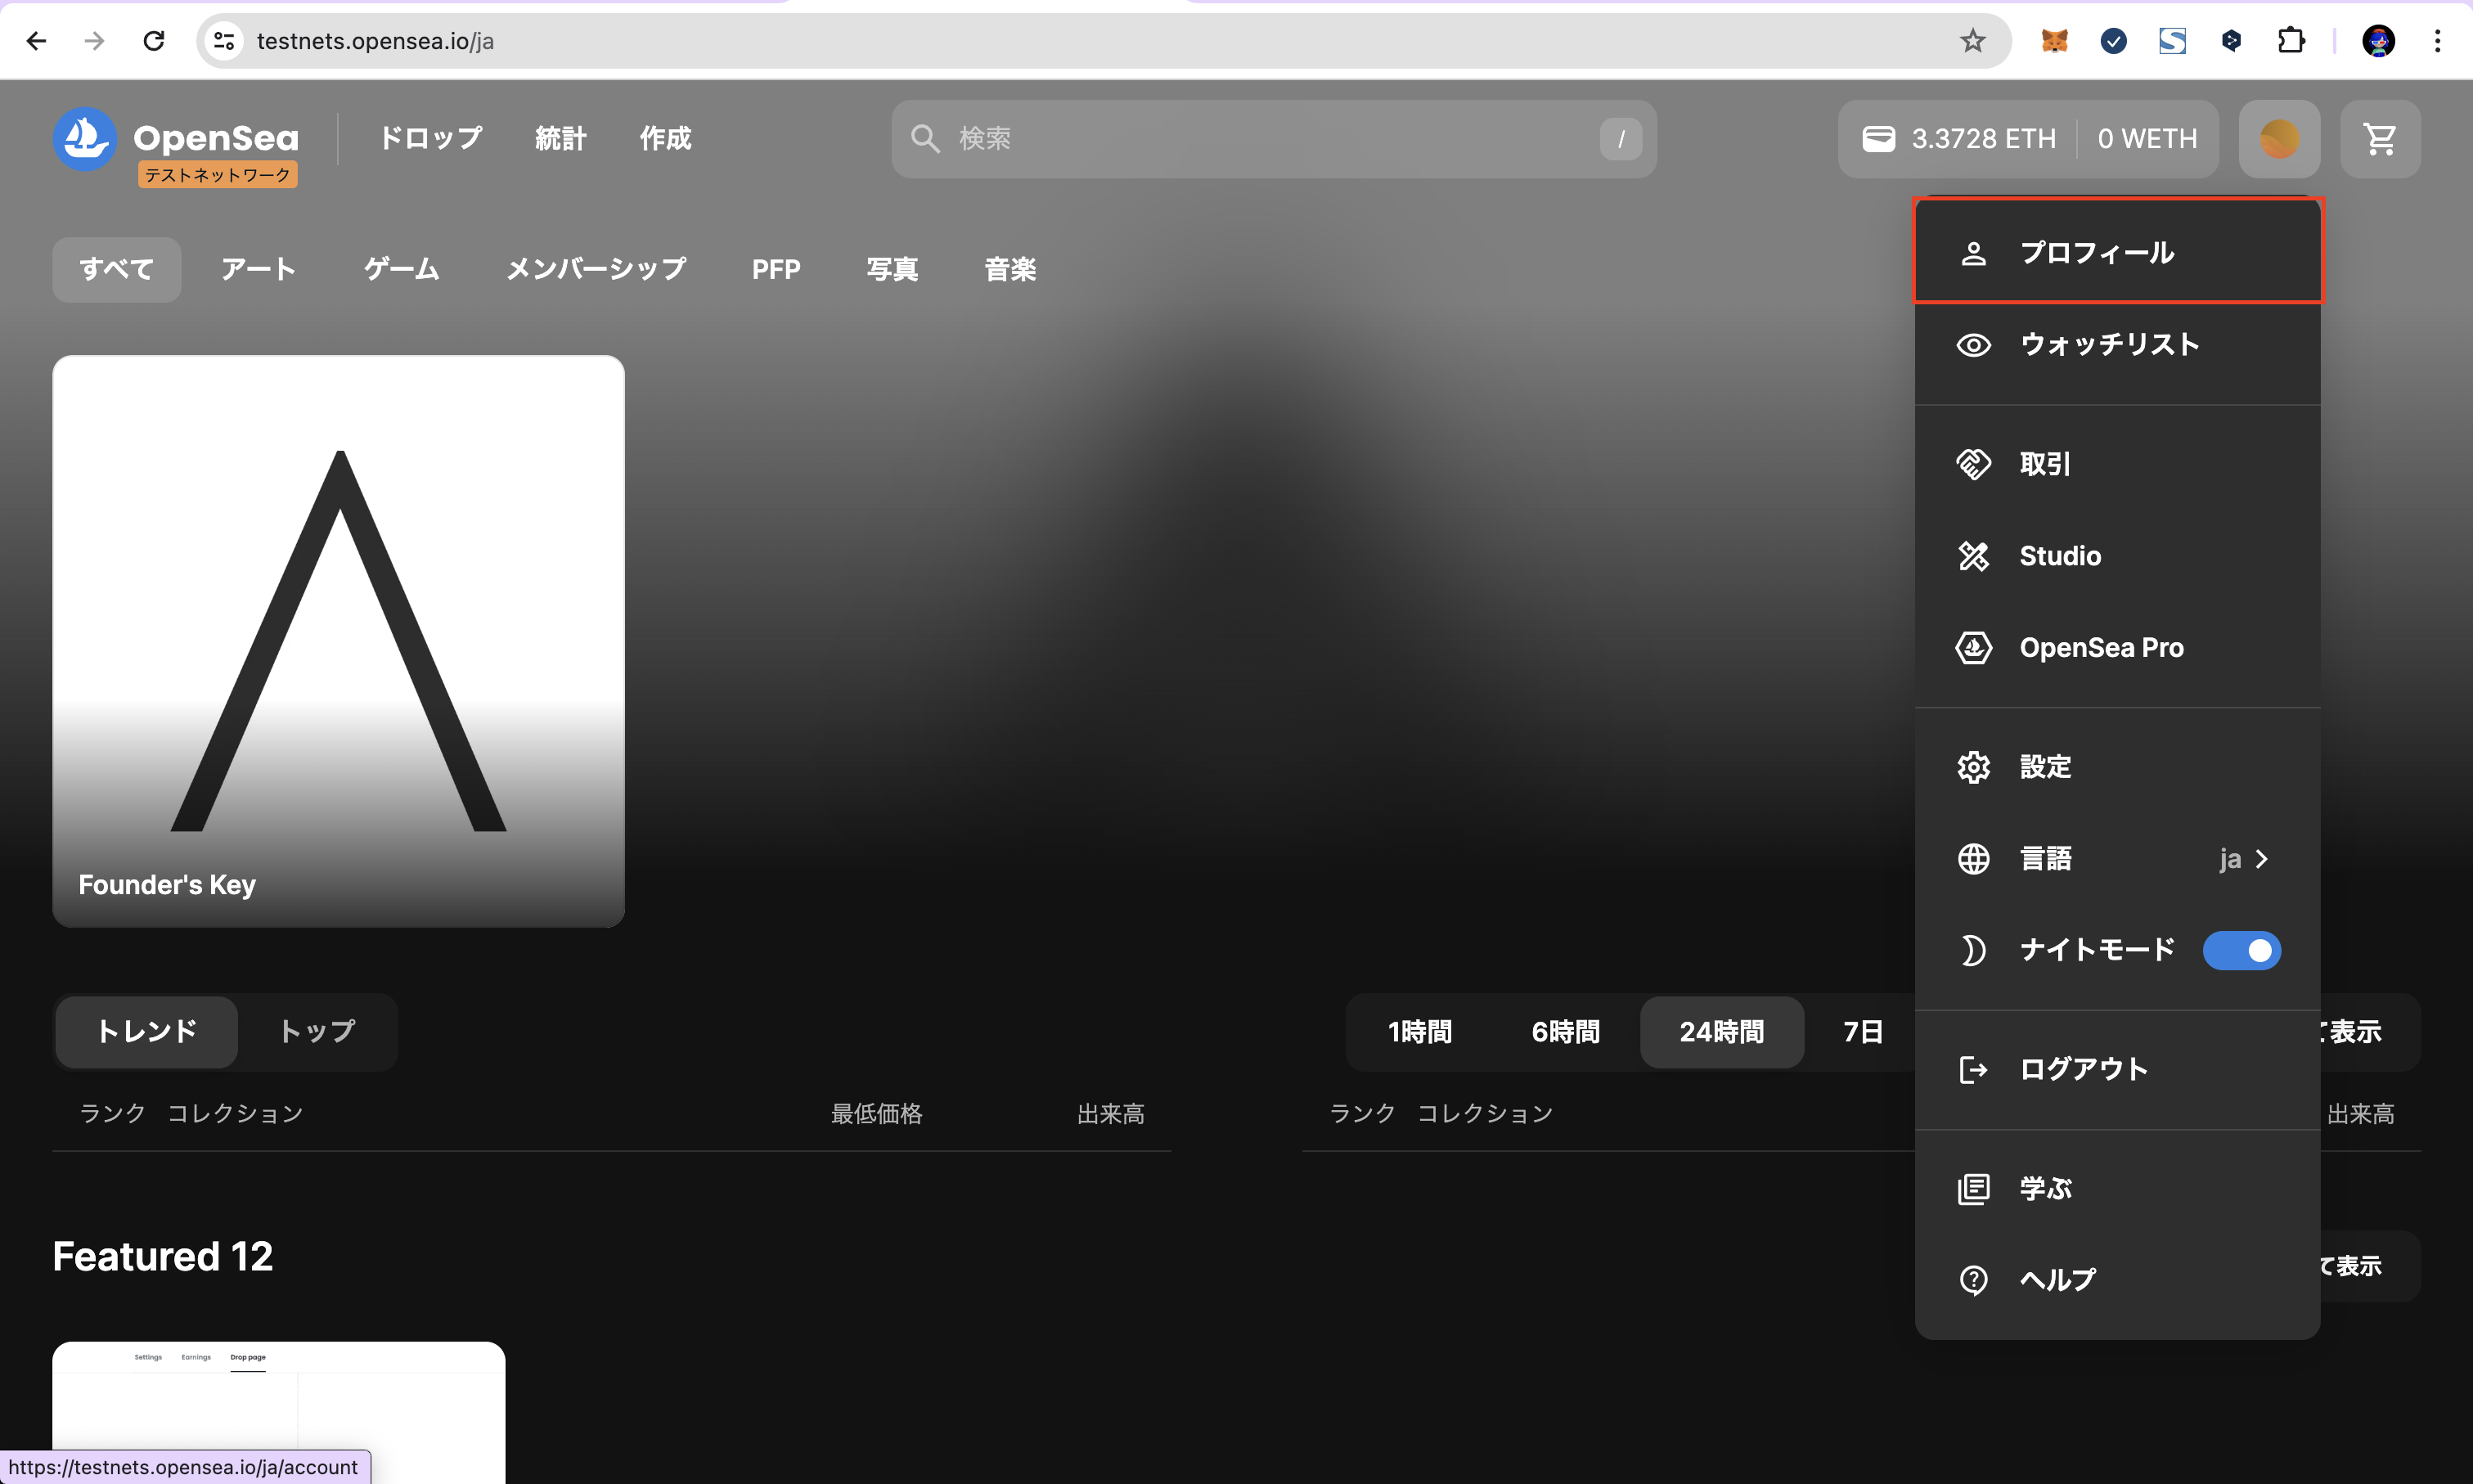 testnets.opensea.io/ja
OpenSea
テストネットワーク
ドロップ 統計 作成
検索 /
3.3728 ETH 0 WETH
すべて アート ゲーム メンバーシップ PFP 写真 音楽
プロフィール
ウォッチリスト
取引
Studio
OpenSea Pro
設定
言語 ja
ナイトモード
ログアウト
学ぶ
ヘルプ
Founder's Key
トレンド トップ
1時間 6時間 24時間 7日 て表示
ランク コレクション 最低価格 出来高
ランク コレクション 出来高
Featured 12
て表示
Settings Earnings Drop page
https://testnets.opensea.io/ja/account